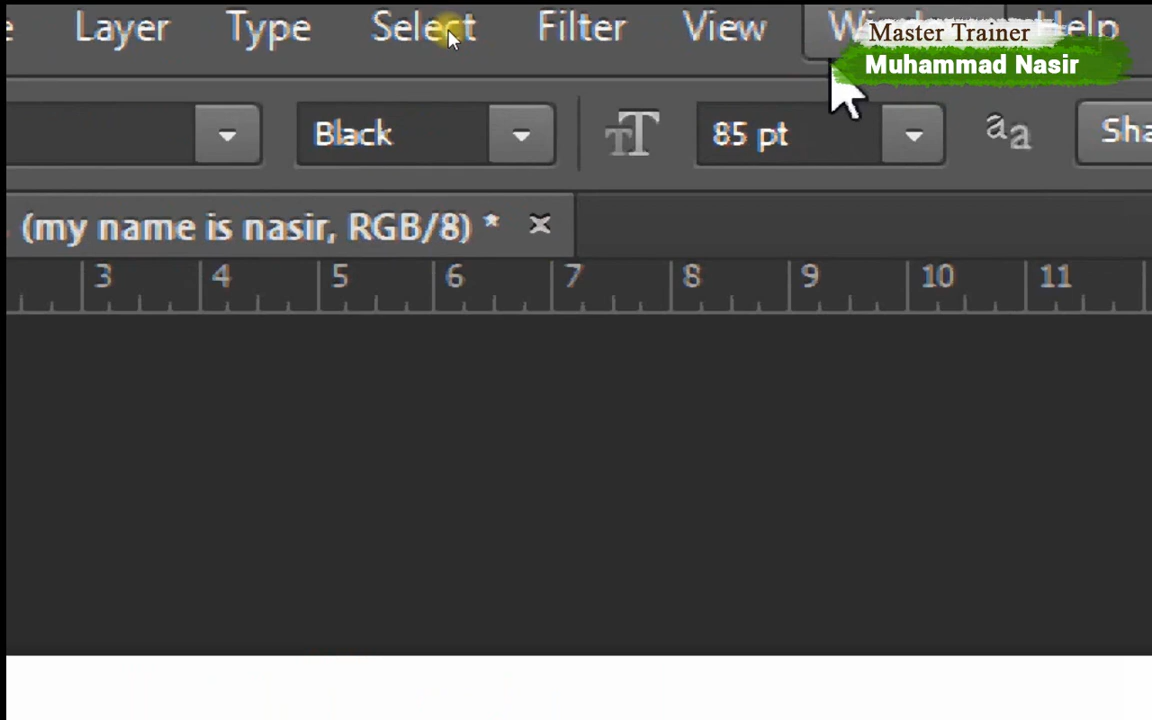 Layer Type Select Filter View Help
Master Trainer
Muhammad Nasir
Black 85 pt
(my name is nasir, RGB/8) * ×
3 4 5 6 7 8 9 10 11